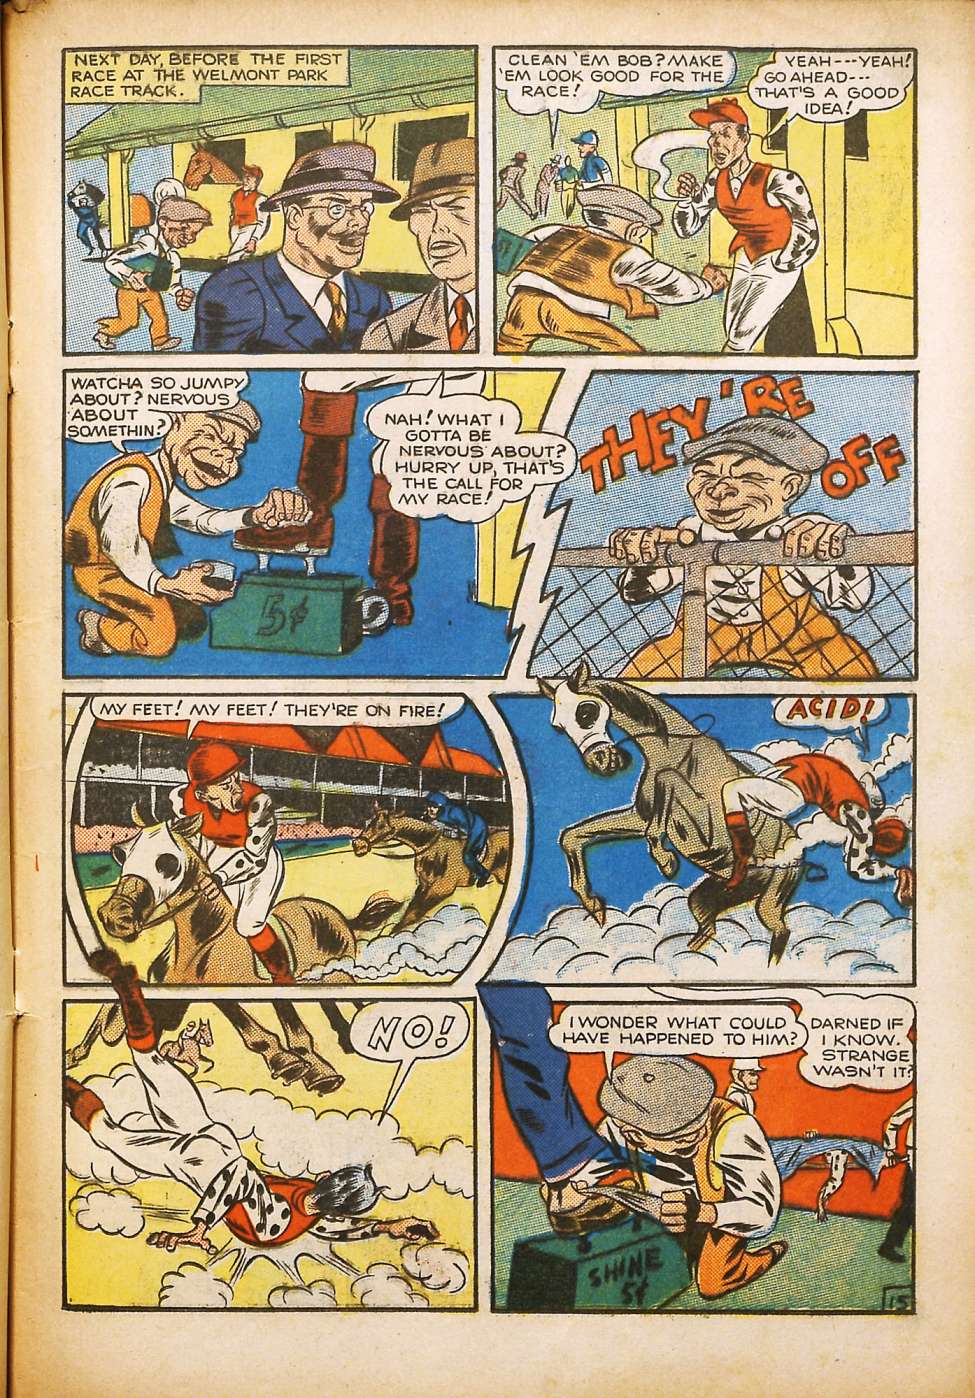 NEXT DAY, BEFORE THE FIRST
RACE AT THE WELMONT PARK
RACE TRACK.
CLEAN 'EM BOB? MAKE
'EM LOOK GOOD FOR THE
RACE!
YEAH---YEAH!
GO AHEAD---
THAT'S A GOOD
IDEA!
WATCHA SO JUMPY
ABOUT? NERVOUS
ABOUT
SOMETHIN?
NAH! WHAT I
GOTTA BE
NERVOUS ABOUT?
HURRY UP, THAT'S
THE CALL FOR
MY RACE!
5¢
THEY'RE
OFF
MY FEET! MY FEET! THEY'RE ON FIRE!
ACID!
NO!
I WONDER WHAT COULD
HAVE HAPPENED TO HIM?
DARNED IF
I KNOW.
STRANGE
WASN'T IT?
SHINE
5¢
15